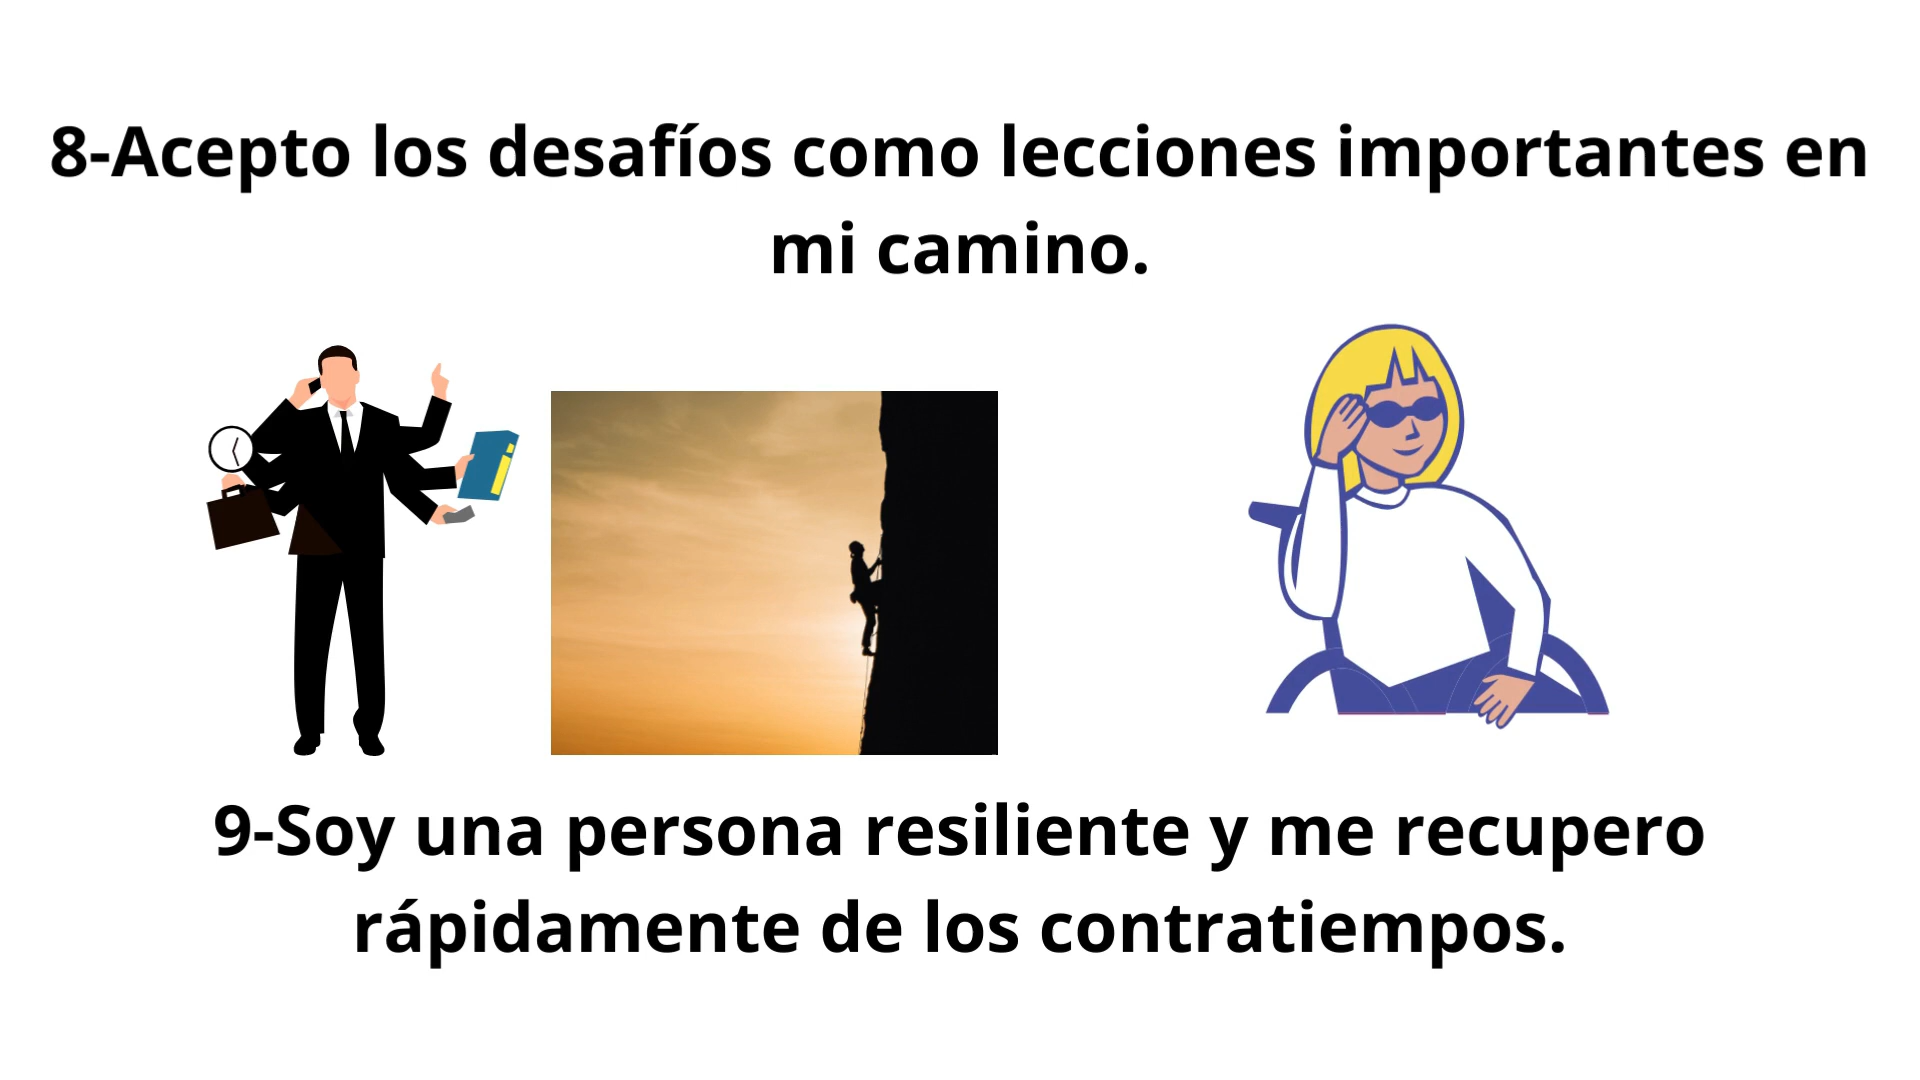 8-Acepto los desafíos como lecciones importantes en
mi camino.
9-Soy una persona resiliente y me recupero
rápidamente de los contratiempos.